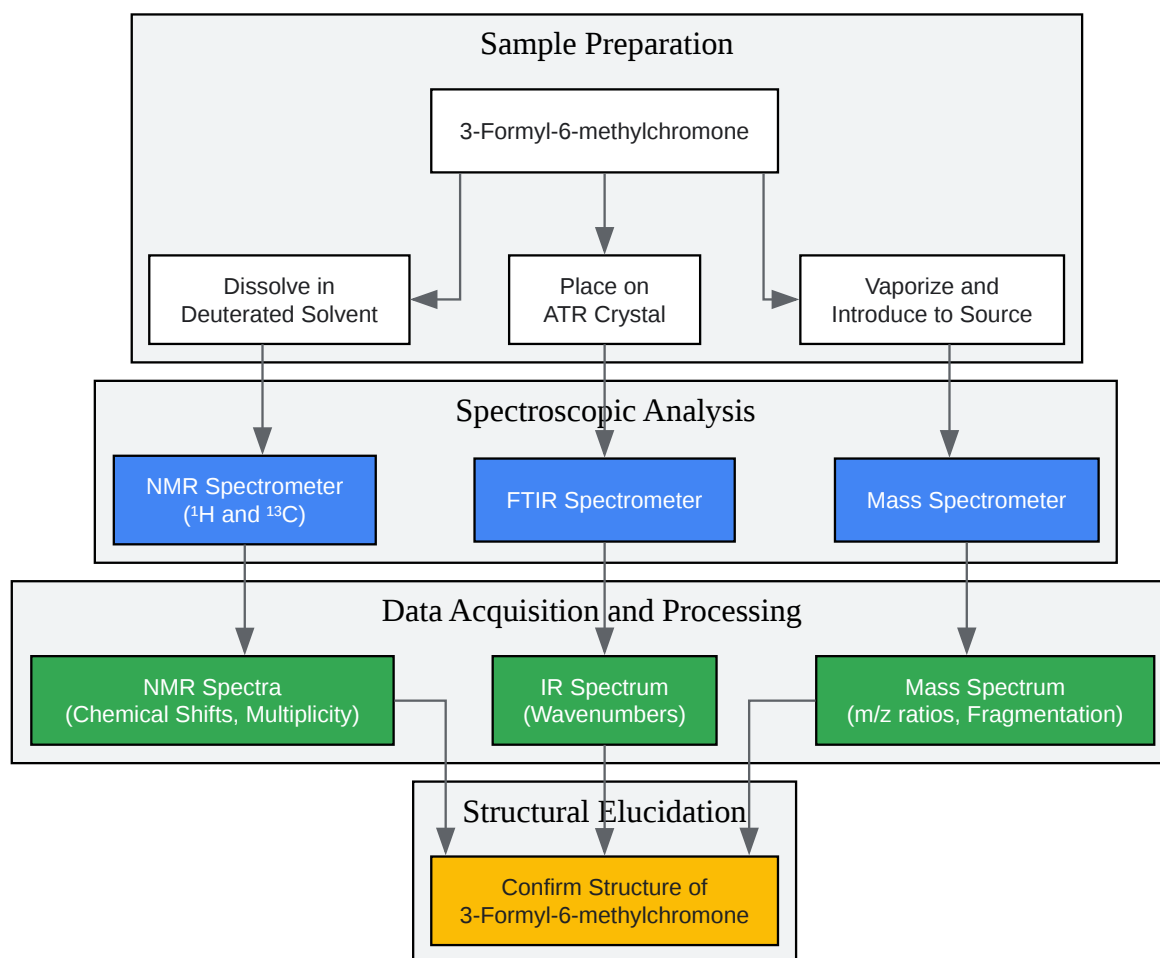 Sample Preparation
3-Formyl-6-methylchromone
Dissolve in
Deuterated Solvent
Place on
ATR Crystal
Vaporize and
Introduce to Source
Spectroscopic Analysis
NMR Spectrometer
(¹H and ¹³C)
FTIR Spectrometer
Mass Spectrometer
Data Acquisition and Processing
NMR Spectra
(Chemical Shifts, Multiplicity)
IR Spectrum
(Wavenumbers)
Mass Spectrum
(m/z ratios, Fragmentation)
Structural Elucidation
Confirm Structure of
3-Formyl-6-methylchromone